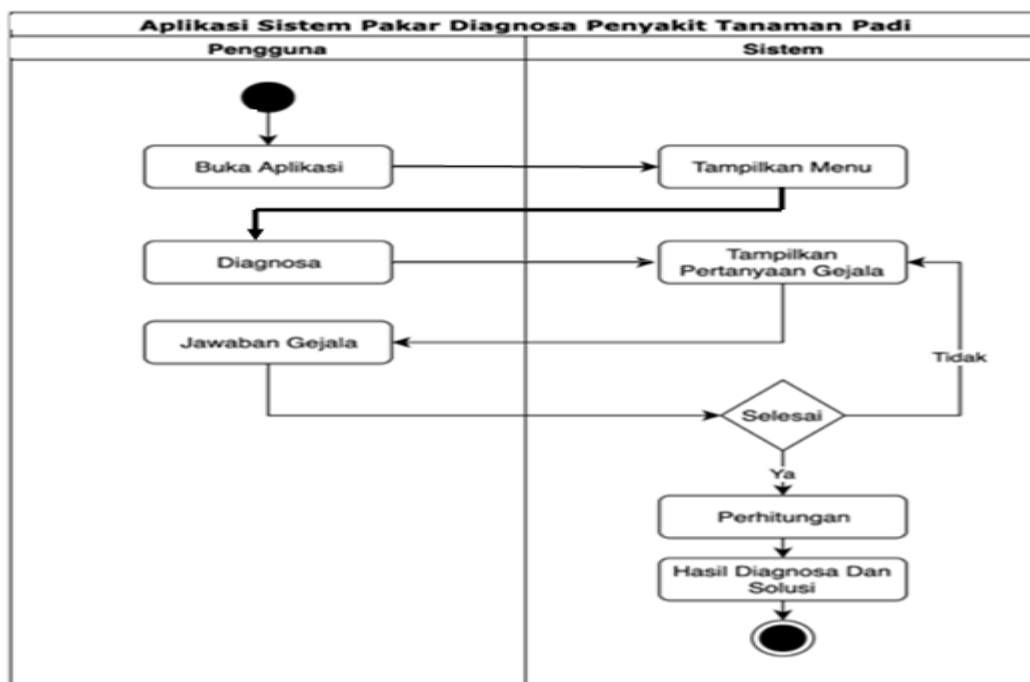 Aplikasi Sistem Pakar Diagnosa Penyakit Tanaman Padi
Pengguna
Sistem
Buka Aplikasi
Tampilkan Menu
Diagnosa
Tampilkan
Pertanyaan Gejala
Jawaban Gejala
Tidak
Selesai
Ya
Perhitungan
Hasil Diagnosa Dan
Solusi